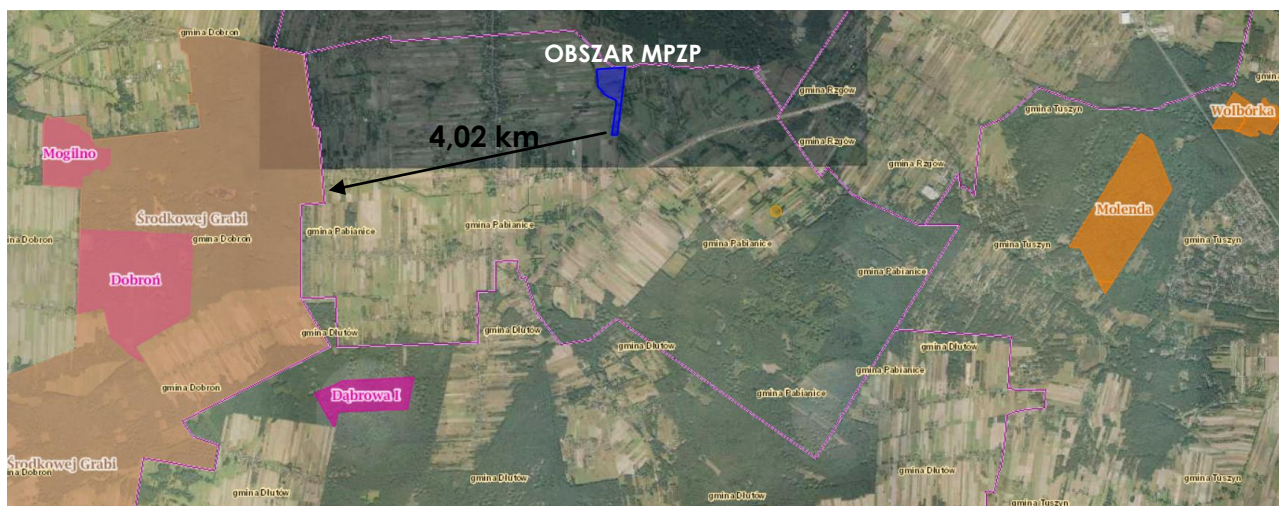 gmina Dobroń
OBSZAR MPZP
gmina
gmina Rzgów
gmina Tuszyn
Wolbórka
4,02 km
gmina Rzgów
Mogilno
gmina Rzgów
Molenda
Środkowej Grabi
ina Dobroń
gmina Dobroń
gmina Pabianice
gmina Pabianice
gmina Tuszyn
gmina Tuszyn
gmina Pabianice
Dobroń
gmina Dłutów
gmina Dłutów
gmina Dłutów
gmina Dłutów
gmina Pabianice
gmina Dobroń
Dąbrowa I
gmina Pabianice
Środkowej Grabi
ina Dobroń
gmina Dłutów
gmina Tuszyn
gmina Dłutów
gmina Dłutów
gmina Tuszyn